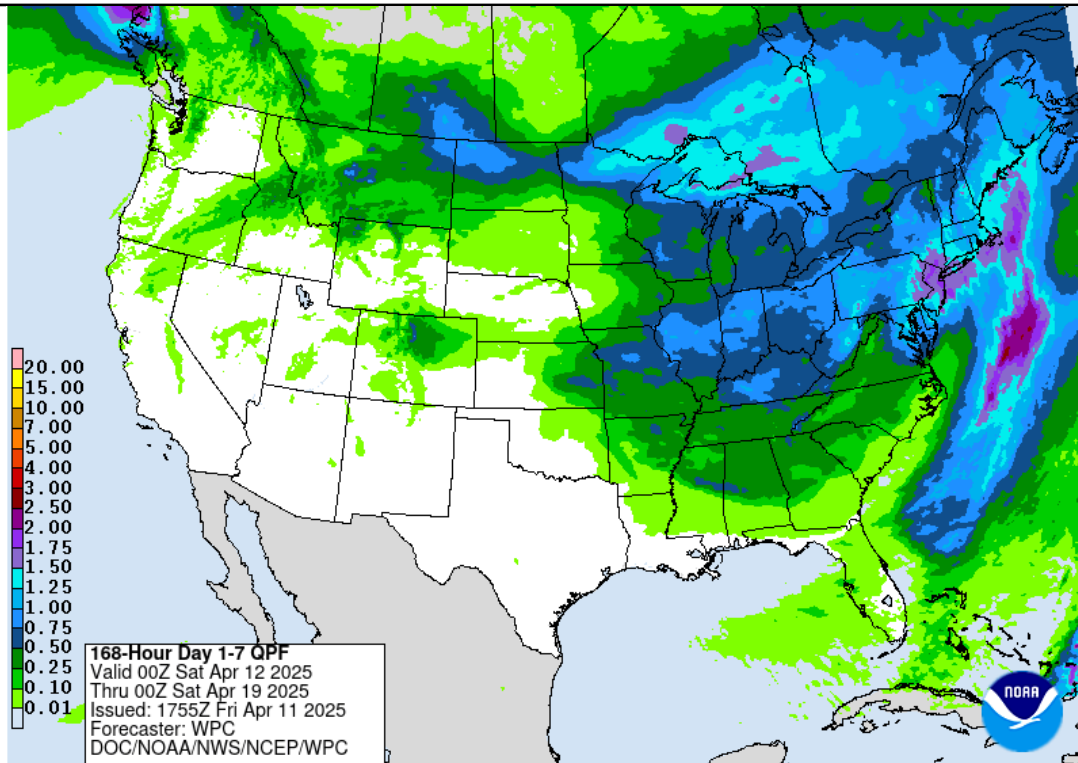 20.00
15.00
10.00
7.00
5.00
4.00
3.00
2.50
2.00
1.75
1.50
1.25
1.00
0.75
0.50
0.25
0.10
0.01
168-Hour Day 1-7 QPF
Valid 00Z Sat Apr 12 2025
Thru 00Z Sat Apr 19 2025
Issued: 1755Z Fri Apr 11 2025
Forecaster: WPC
DOC/NOAA/NWS/NCEP/WPC
NOAA